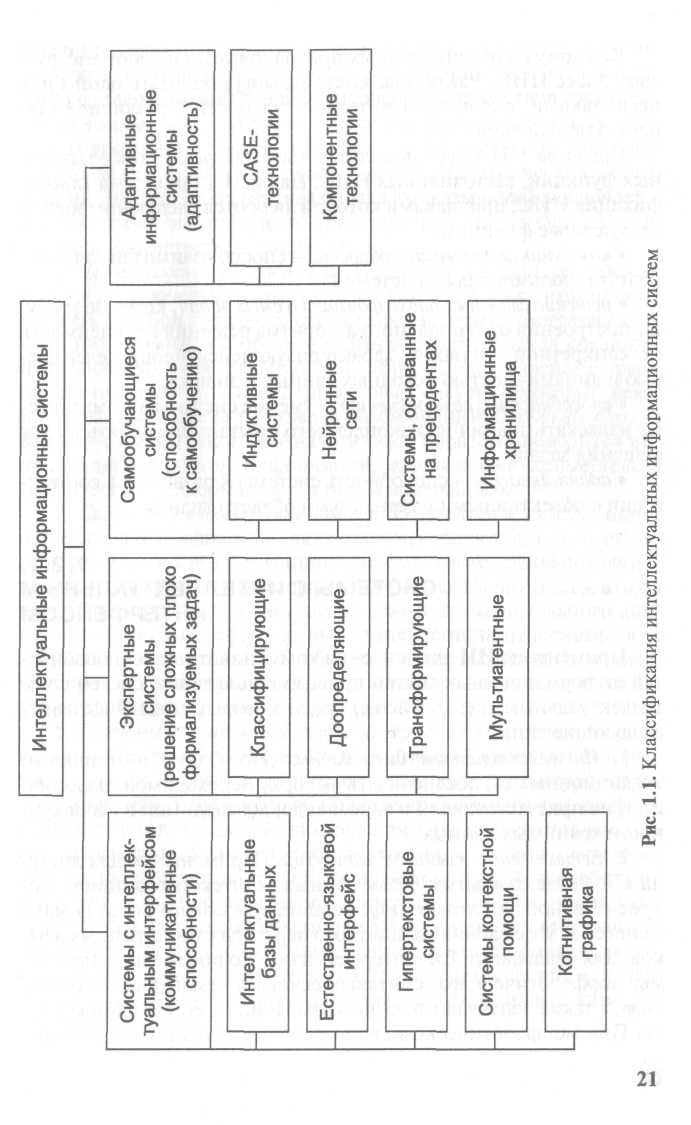 Интеллектуальные информационные системы
Системы с интеллек-
туальным интерфейсом
(коммуникативные
способности)
Интеллектуальные
базы данных
Естественно-языковой
интерфейс
Гипертекстовые
системы
Системы контекстной
помощи
Когнитивная
графика
Экспертные
системы
(решение сложных плохо
формализуемых задач)
Классифицирующие
Доопределяющие
Трансформирующие
Мультиагентные
Самообучающиеся
системы
(способность
к самообучению)
Индуктивные
системы
Нейронные
сети
Системы, основанные
на прецедентах
Информационные
хранилища
Адаптивные
информационные
системы
(адаптивность)
CASE-
технологии
Компонентные
технологии
Рис. 1.1. Классификация интеллектуальных информационных систем
21